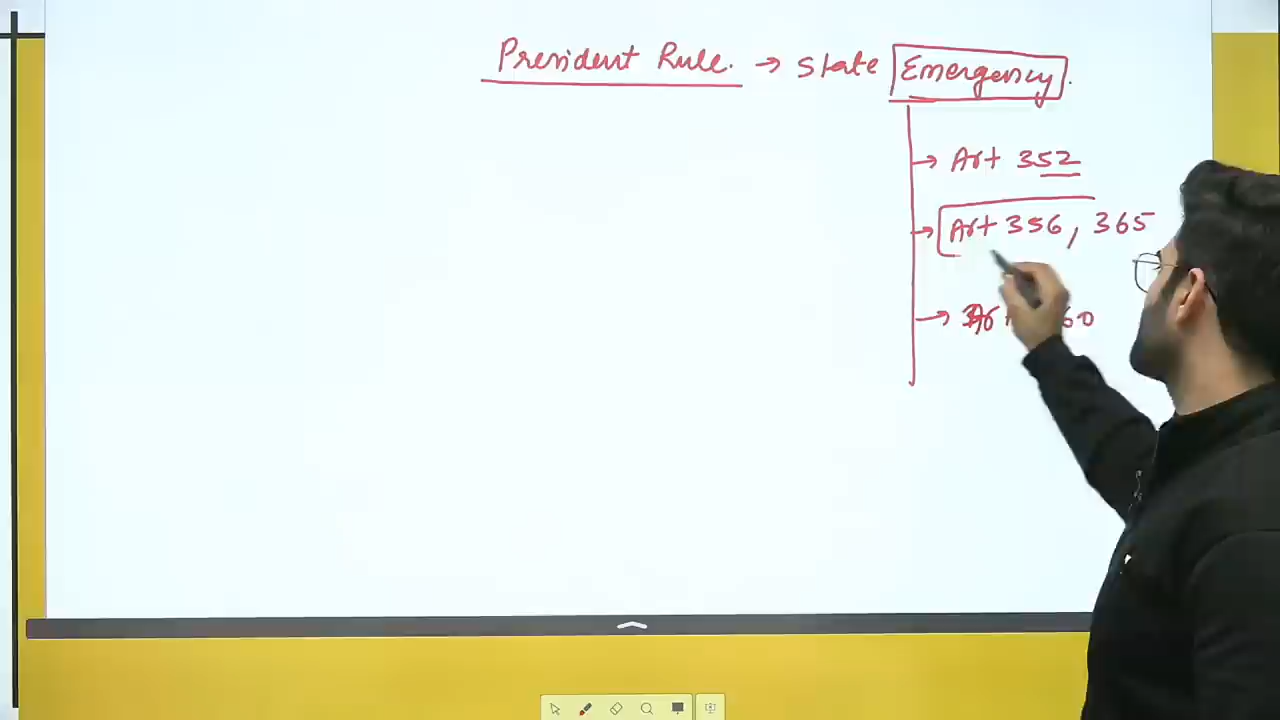 President Rule. → state Emergency.
→ Art 352
→ Art 356, 365
→